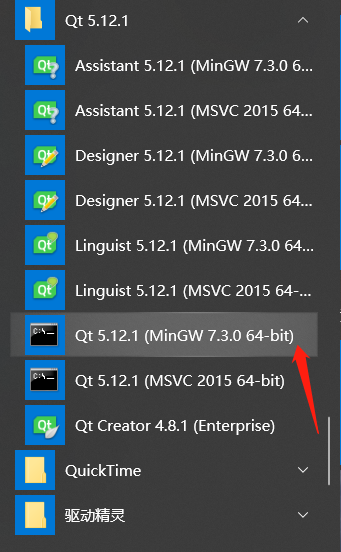 Qt 5.12.1
Assistant 5.12.1 (MinGW 7.3.0 6...
Assistant 5.12.1 (MSVC 2015 64-...
Designer 5.12.1 (MinGW 7.3.0 6...
Designer 5.12.1 (MSVC 2015 64-...
Linguist 5.12.1 (MinGW 7.3.0 64...
Linguist 5.12.1 (MSVC 2015 64-...
Qt 5.12.1 (MinGW 7.3.0 64-bit)
Qt 5.12.1 (MSVC 2015 64-bit)
Qt Creator 4.8.1 (Enterprise)
QuickTime
驱动精灵